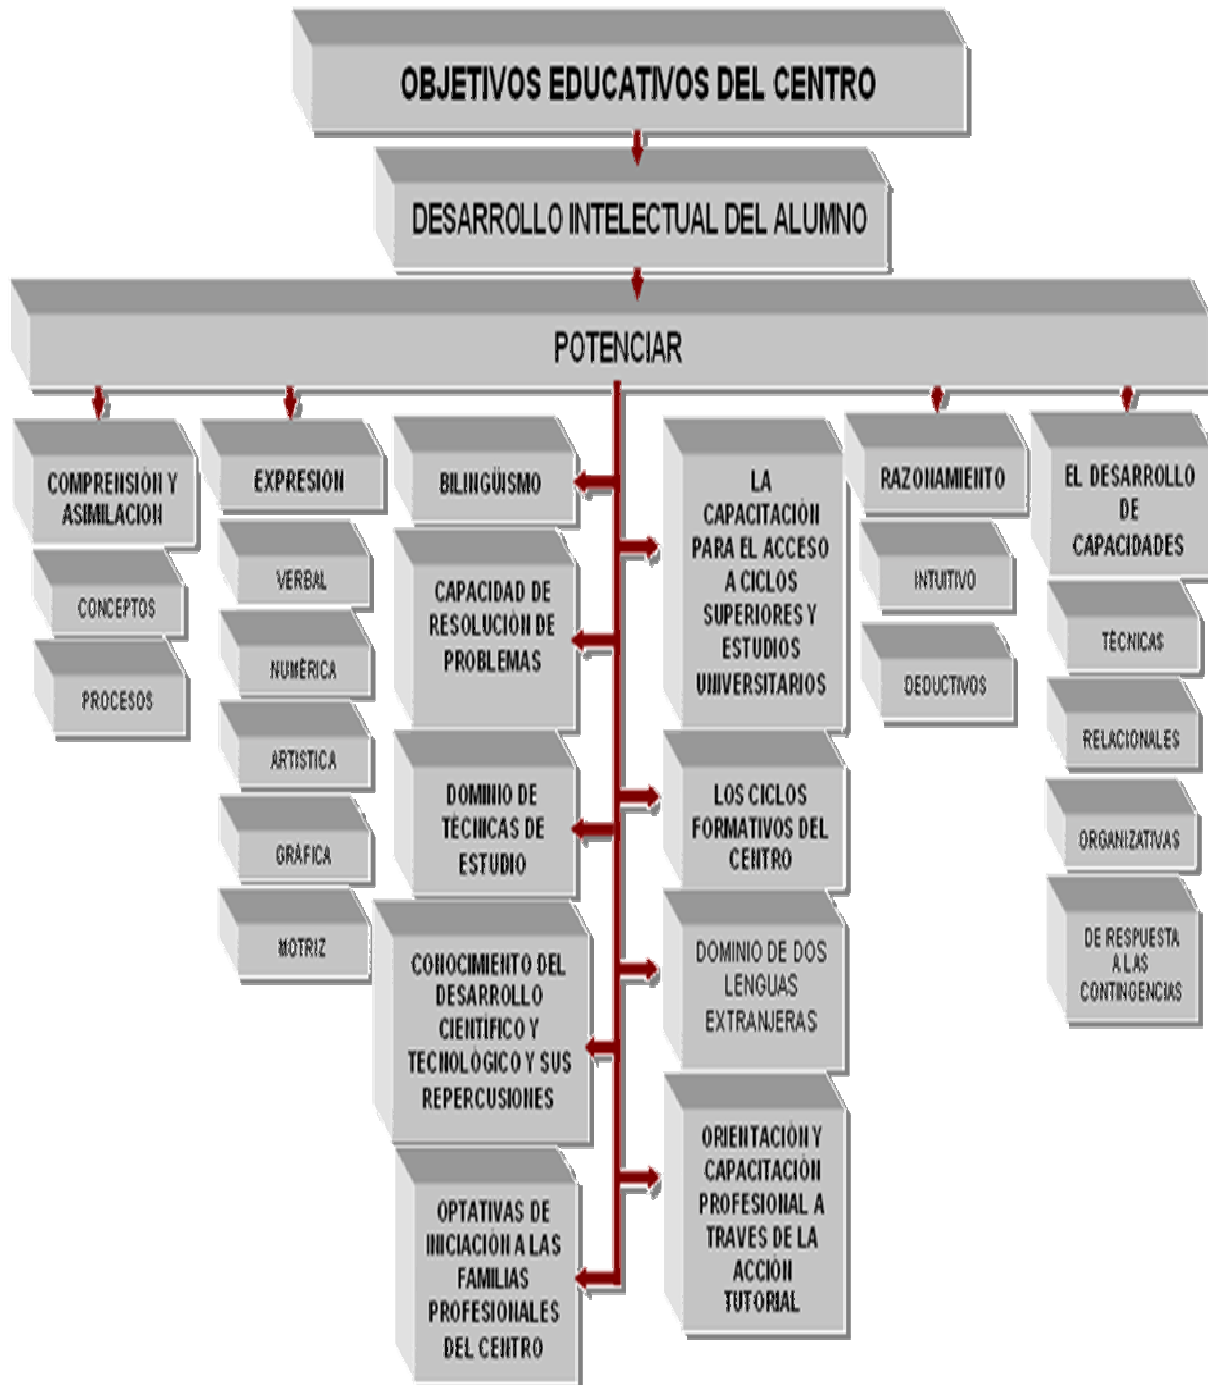 OBJETIVOS EDUCATIVOS DEL CENTRO
DESARROLLO INTELECTUAL DEL ALUMNO
POTENCIAR
COMPRENSIÓN Y
ASIMILACION
CONCEPTOS
PROCESOS
EXPRESION
VERBAL
NUMÉRICA
ARTISTICA
GRÁFICA
MOTRIZ
BILINGÜISMO
CAPACIDAD DE
RESOLUCIÓN DE
PROBLEMAS
DOMINIO DE
TÉCNICAS DE
ESTUDIO
CONOCIMIENTO DEL
DESARROLLO
CIENTÍFICO Y
TECNOLÓGICO Y SUS
REPERCUSIONES
OPTATIVAS DE
INICIACIÓN A LAS
FAMILIAS
PROFESIONALES
DEL CENTRO
LA
CAPACITACIÓN
PARA EL ACCESO
A CICLOS
SUPERIORES Y
ESTUDIOS
UNIVERSITARIOS
LOS CICLOS
FORMATIVOS DEL
CENTRO
DOMINIO DE DOS
LENGUAS
EXTRANJERAS
ORIENTACIÓN Y
CAPACITACIÓN
PROFESIONAL A
TRAVES DE LA
ACCIÓN
TUTORIAL
RAZONAMIENTO
INTUITIVO
DEDUCTIVOS
EL DESARROLLO
DE
CAPACIDADES
TÉCNICAS
RELACIONALES
ORGANIZATIVAS
DE RESPUESTA
A LAS
CONTINGENCIAS